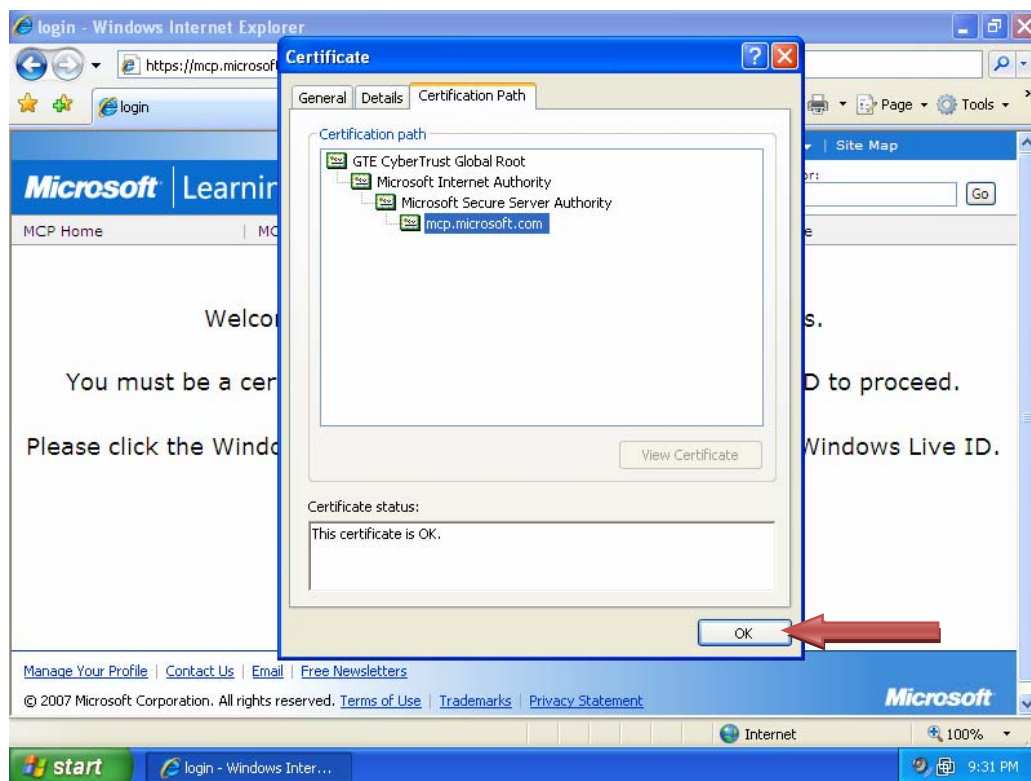 login - Windows Internet Explorer
https://mcp.microsoft
login
Page
Tools
Certificate
General
Details
Certification Path
Certification path
GTE CyberTrust Global Root
Microsoft Internet Authority
Microsoft Secure Server Authority
mcp.microsoft.com
View Certificate
Certificate status:
This certificate is OK.
OK
| Site Map
Microsoft | Learnin
Go
MCP Home | MC
Welco s.
You must be a cer D to proceed.
Please click the Windo Windows Live ID.
Manage Your Profile | Contact Us | Email | Free Newsletters
© 2007 Microsoft Corporation. All rights reserved. Terms of Use | Trademarks | Privacy Statement
Microsoft
Internet
100%
start
login - Windows Inter...
9:31 PM